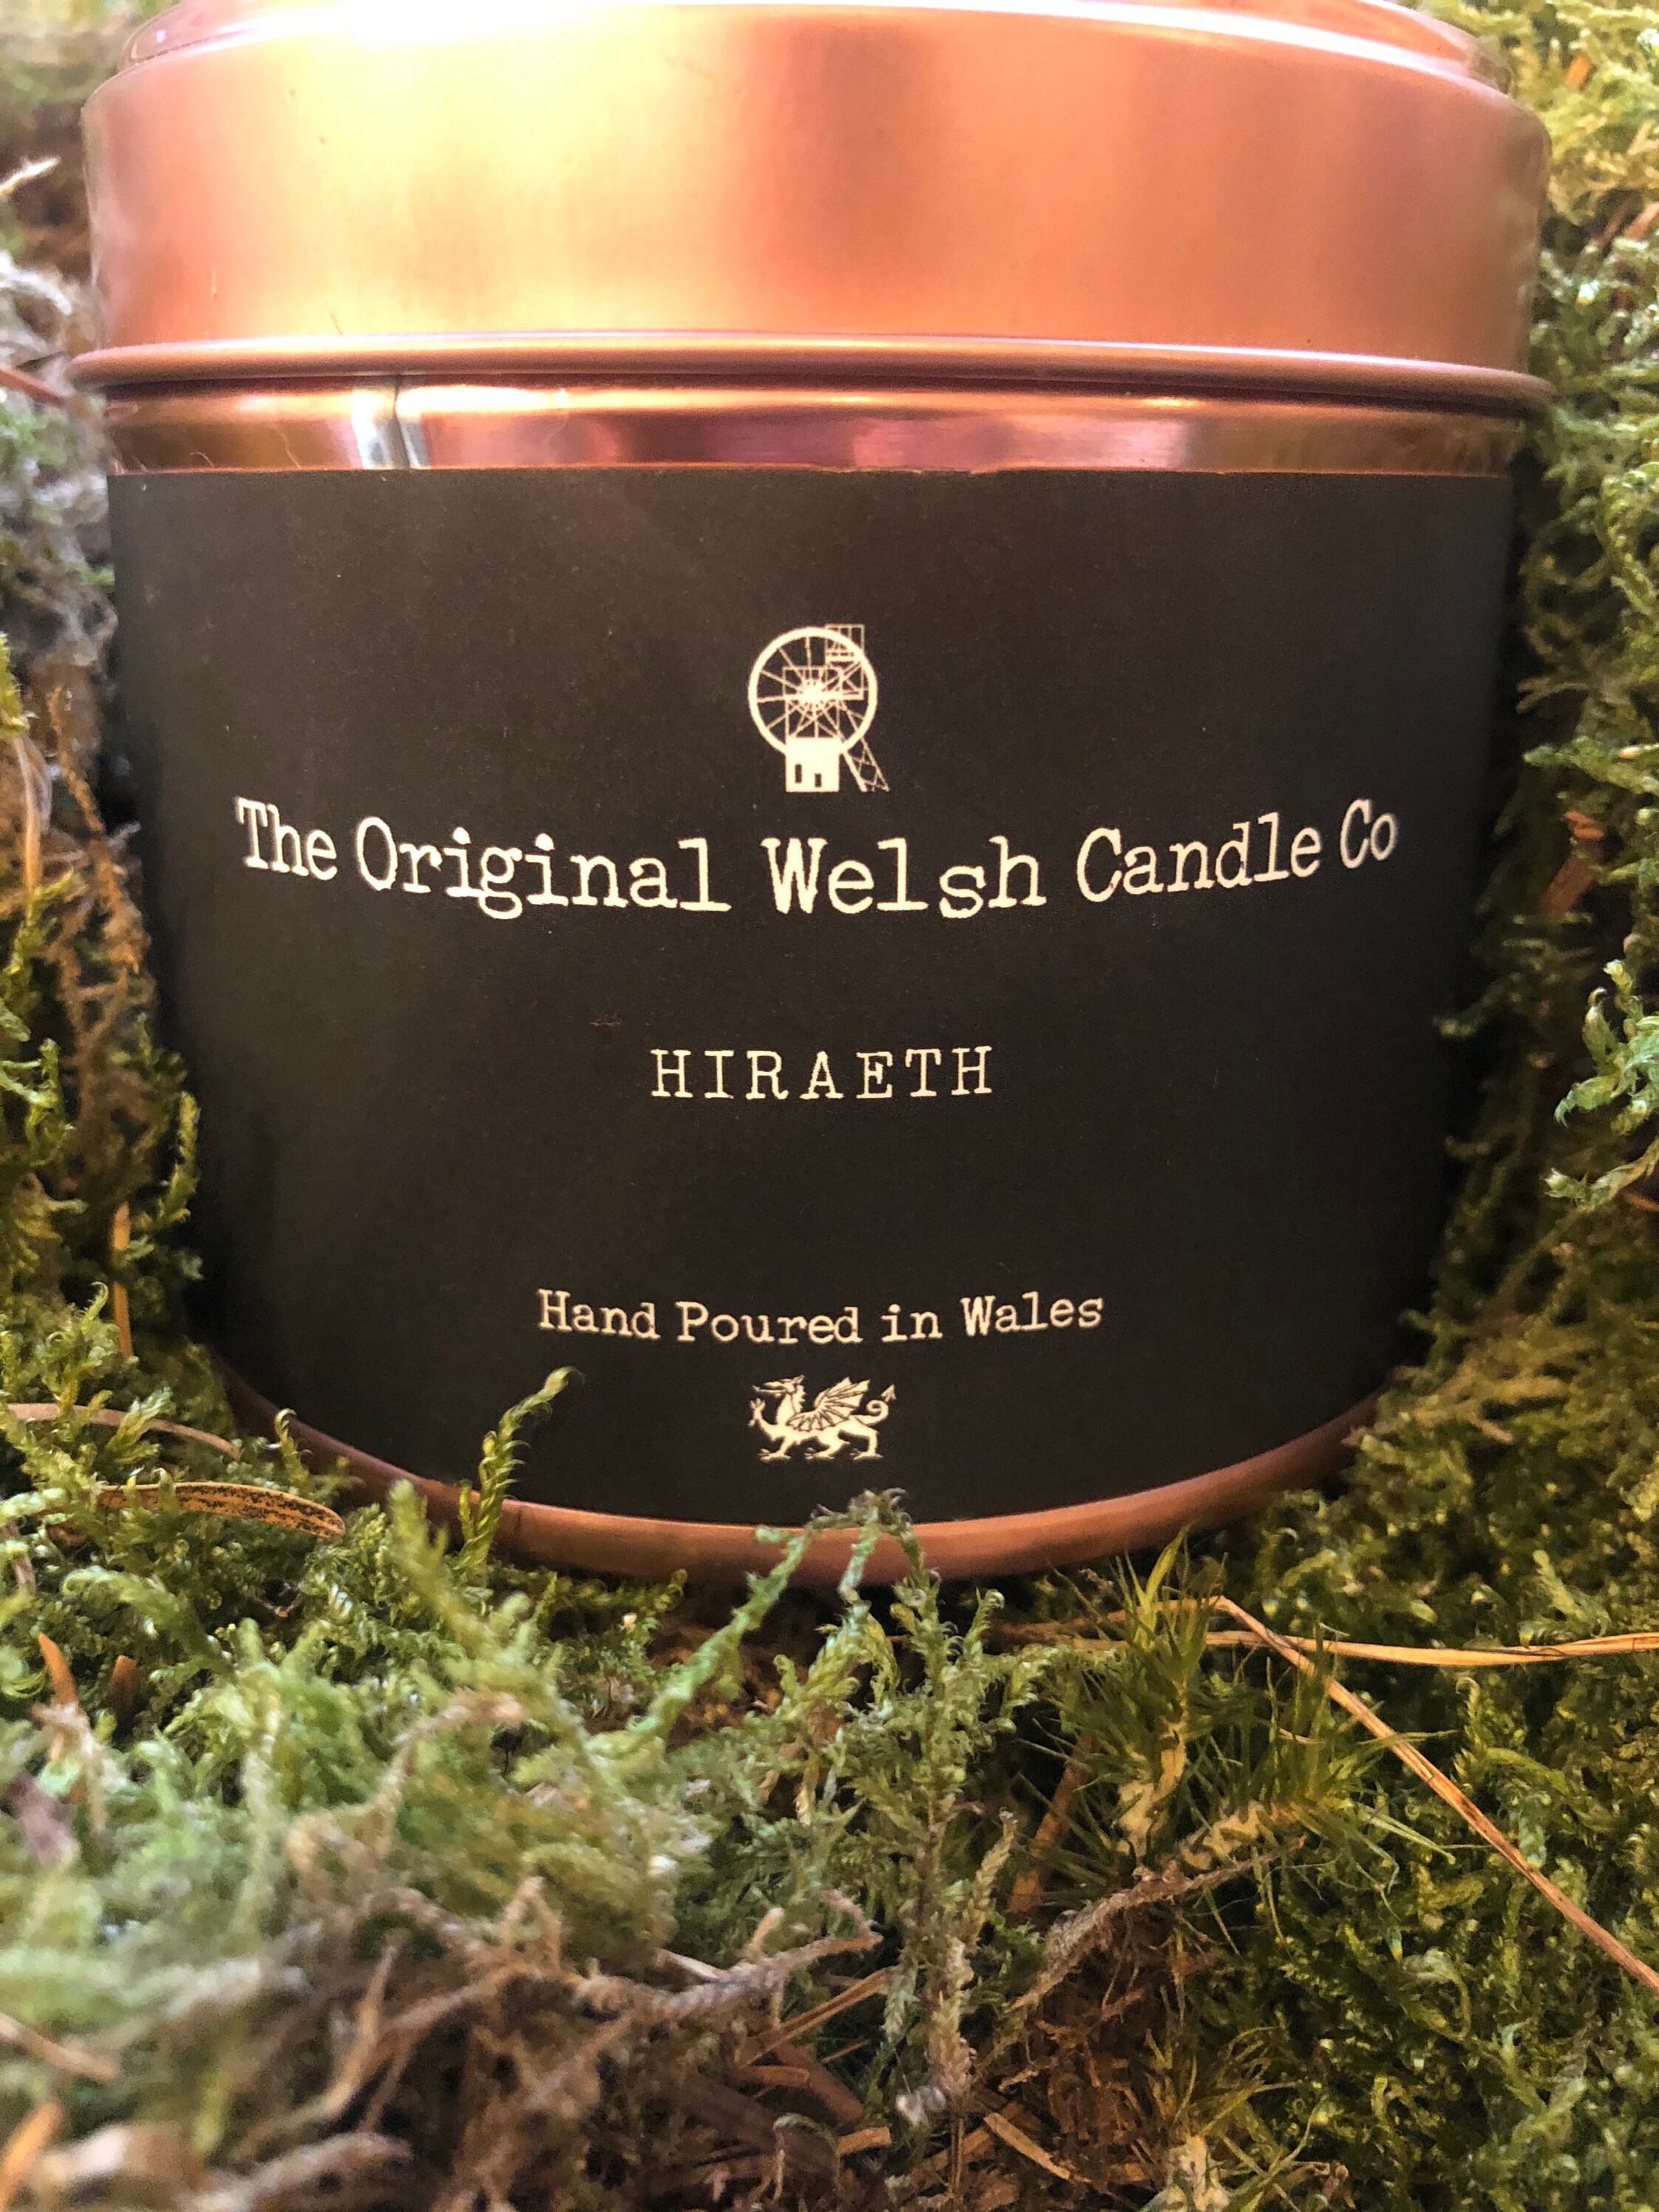 The Original Welsh Candle Co
HIRAETH
Hand Poured in Wales